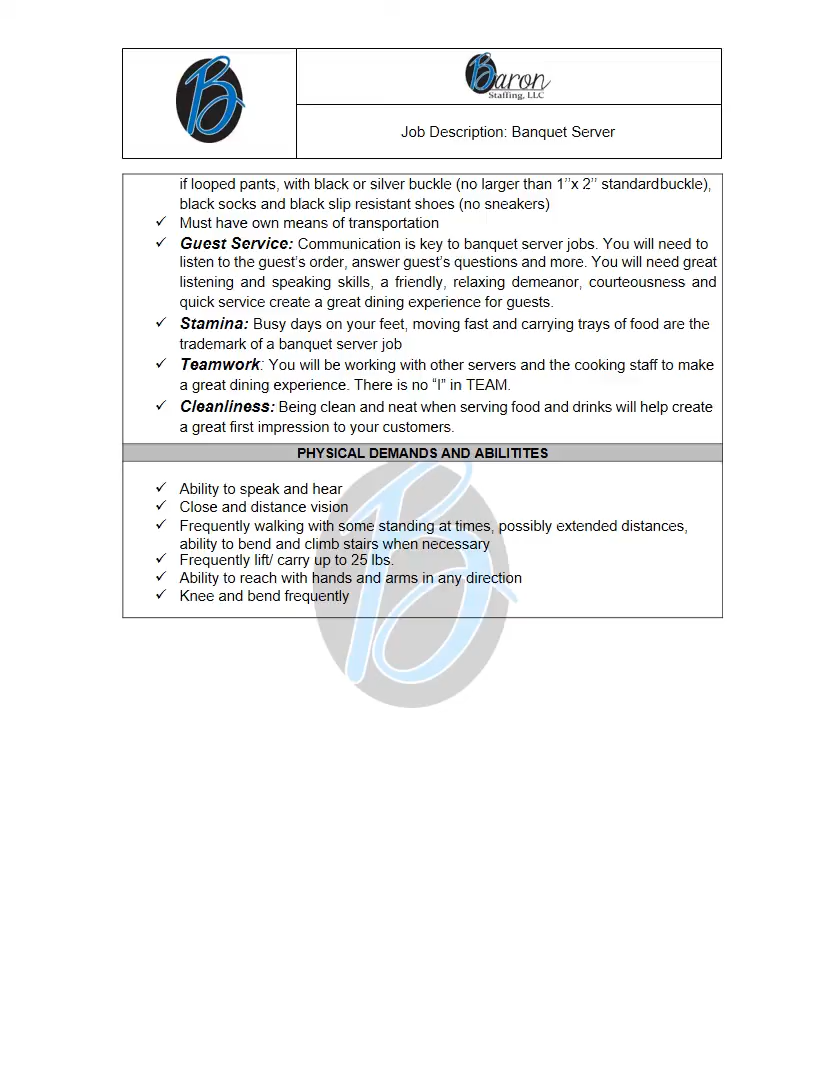 B
Baron
Staffing, LLC
Job Description: Banquet Server
if looped pants, with black or silver buckle (no larger than 1’’x 2’’ standardbuckle),
black socks and black slip resistant shoes (no sneakers)
✓ Must have own means of transportation
✓ Guest Service: Communication is key to banquet server jobs. You will need to
listen to the guest’s order, answer guest’s questions and more. You will need great
listening and speaking skills, a friendly, relaxing demeanor, courteousness and
quick service create a great dining experience for guests.
✓ Stamina: Busy days on your feet, moving fast and carrying trays of food are the
trademark of a banquet server job
✓ Teamwork: You will be working with other servers and the cooking staff to make
a great dining experience. There is no “I” in TEAM.
✓ Cleanliness: Being clean and neat when serving food and drinks will help create
a great first impression to your customers.
PHYSICAL DEMANDS AND ABILITITES
✓ Ability to speak and hear
✓ Close and distance vision
✓ Frequently walking with some standing at times, possibly extended distances,
ability to bend and climb stairs when necessary
✓ Frequently lift/ carry up to 25 lbs.
✓ Ability to reach with hands and arms in any direction
✓ Knee and bend frequently
B